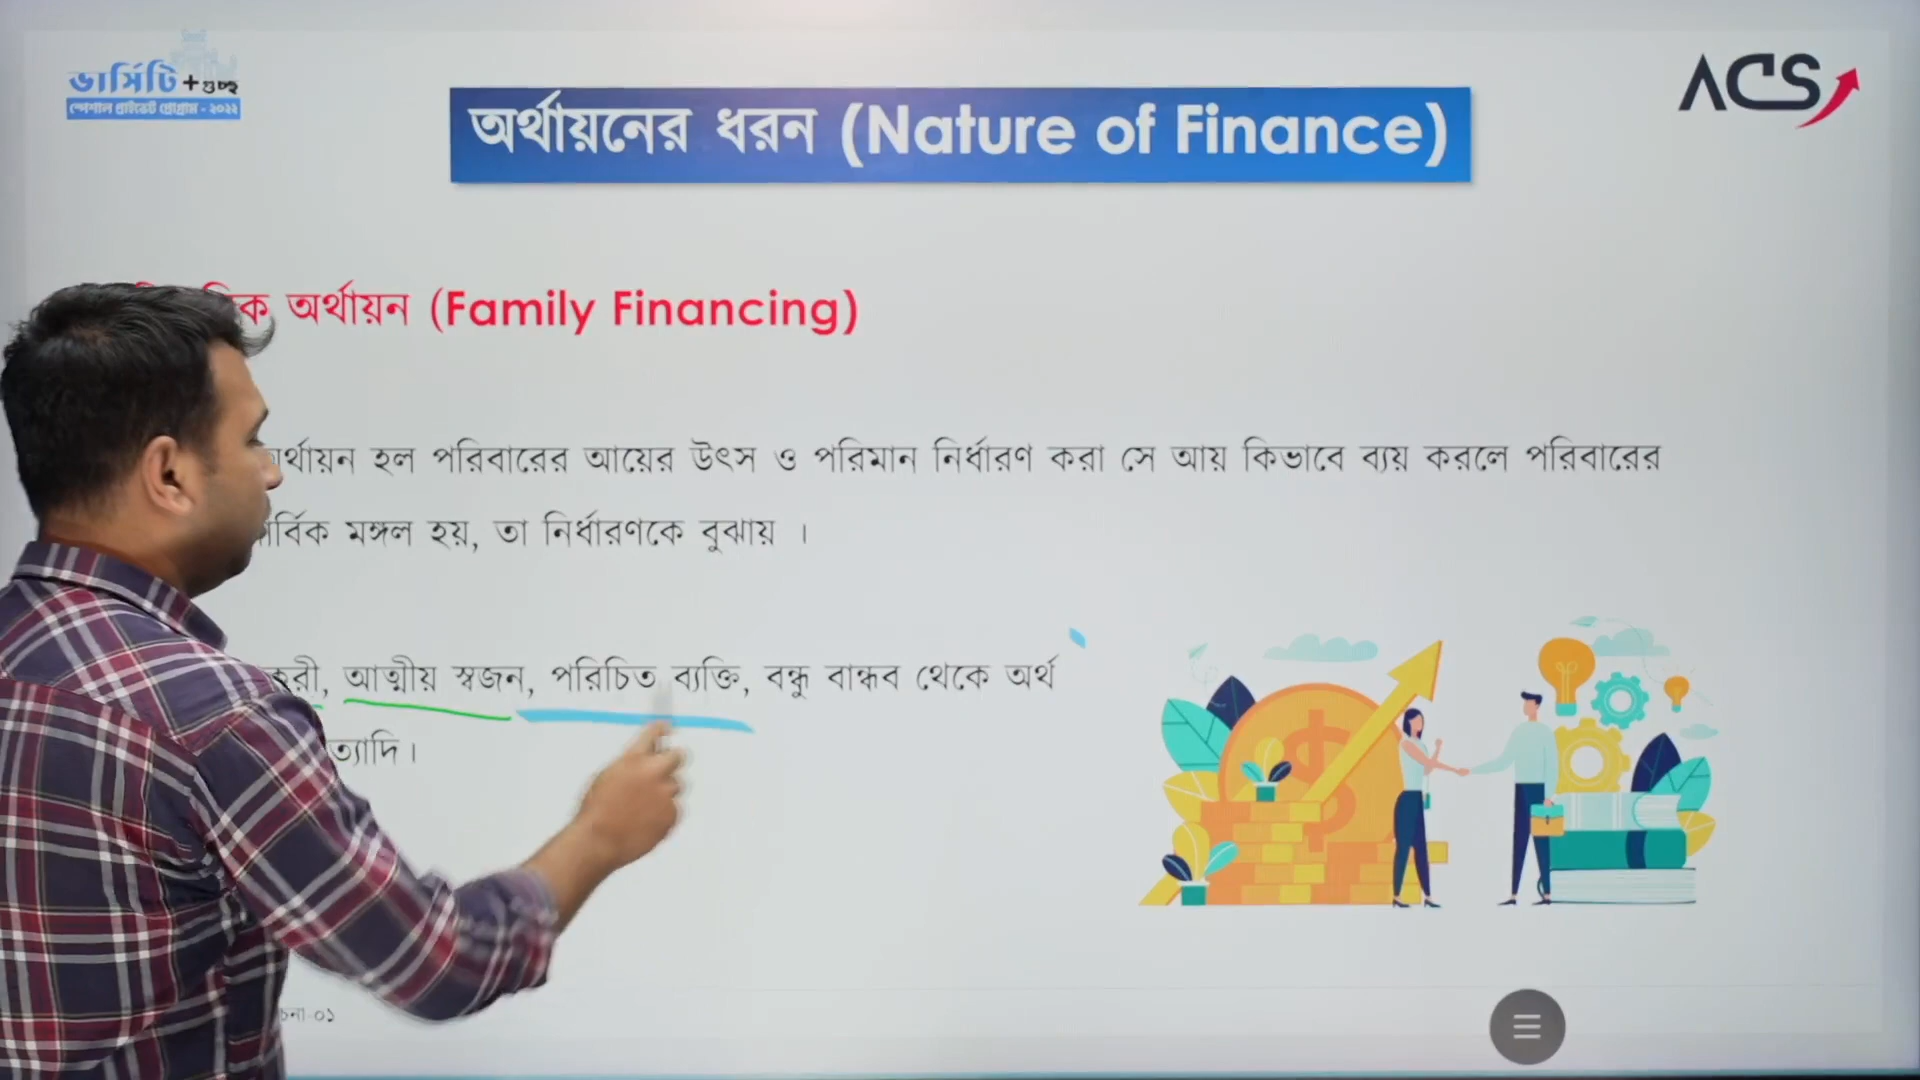 ভার্সিটি + গুচ্ছ
স্পেশাল প্রাইভেট প্রোগ্রাম - ২০২২
ACS
অর্থায়নের ধরন (Nature of Finance)
অর্থায়ন (Family Financing)
হল পরিবারের আয়ের উৎস ও পরিমান নির্ধারণ করা সে আয় কিভাবে ব্যয় করলে পরিবারের
মঙ্গল হয়, তা নির্ধারণকে বুঝায় ।
আত্মীয় স্বজন, পরিচিত ব্যক্তি, বন্ধু বান্ধব থেকে অর্থ